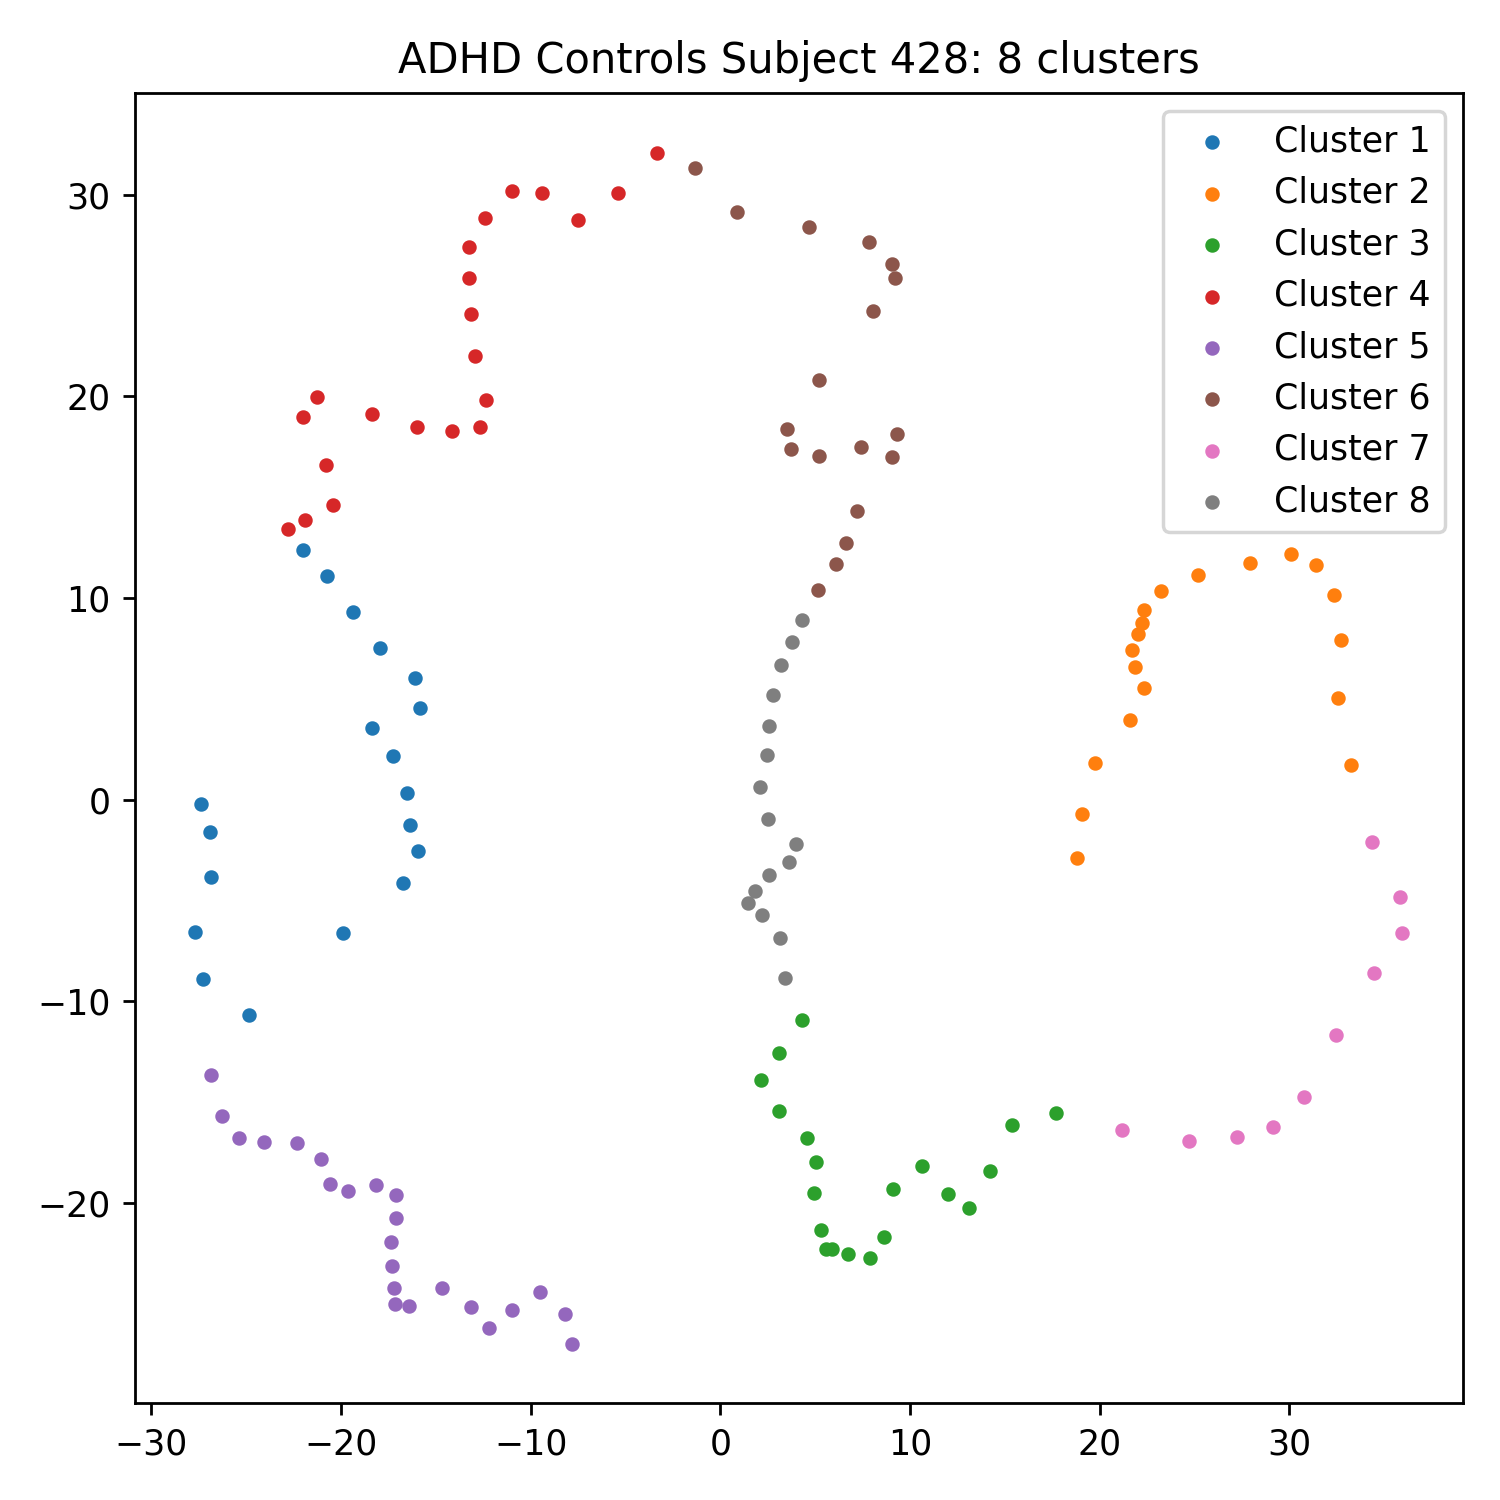 ADHD Controls Subject 428: 8 clusters
Cluster 1
Cluster 2
Cluster 3
Cluster 4
Cluster 5
Cluster 6
Cluster 7
Cluster 8
30
20
10
0
−10
−20
−30
−20
−10
0
10
20
30